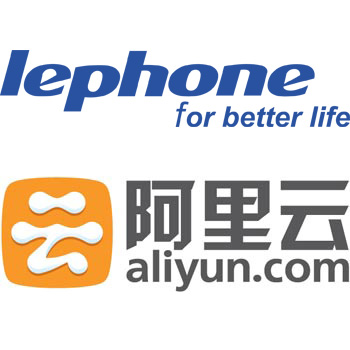 lephone
for better life
阿里云
aliyun.com